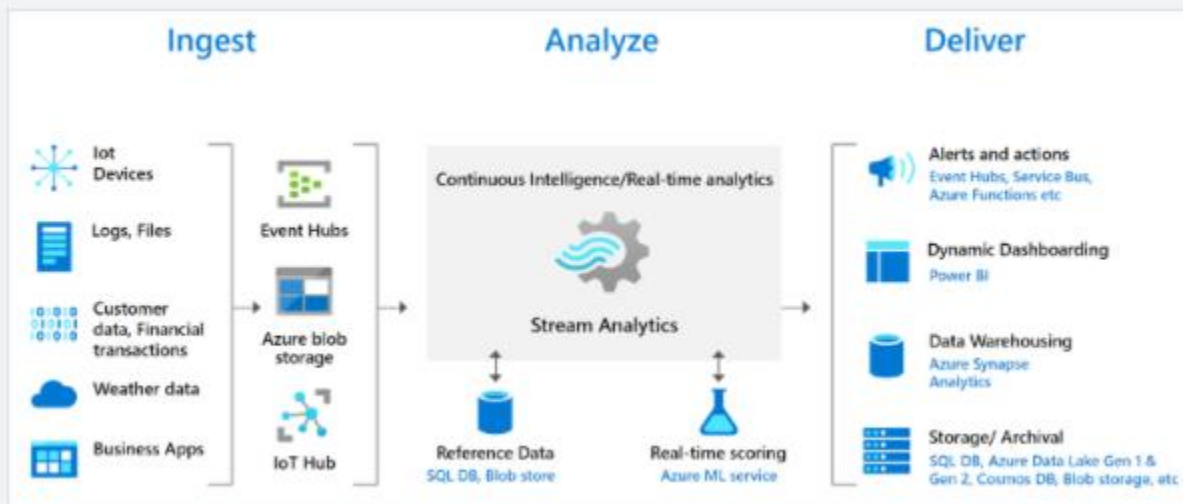 Ingest
Analyze
Deliver
Iot
Devices
Logs, Files
Customer
data, Financial
transactions
Weather data
Business Apps
Event Hubs
Azure blob
storage
IoT Hub
Continuous Intelligence/Real-time analytics
Stream Analytics
Reference Data
SQL DB, Blob store
Real-time scoring
Azure ML service
Alerts and actions
Event Hubs, Service Bus,
Azure Functions etc
Dynamic Dashboarding
Power BI
Data Warehousing
Azure Synapse
Analytics
Storage/ Archival
SQL DB, Azure Data Lake Gen 1 &
Gen 2, Cosmos DB, Blob storage, etc